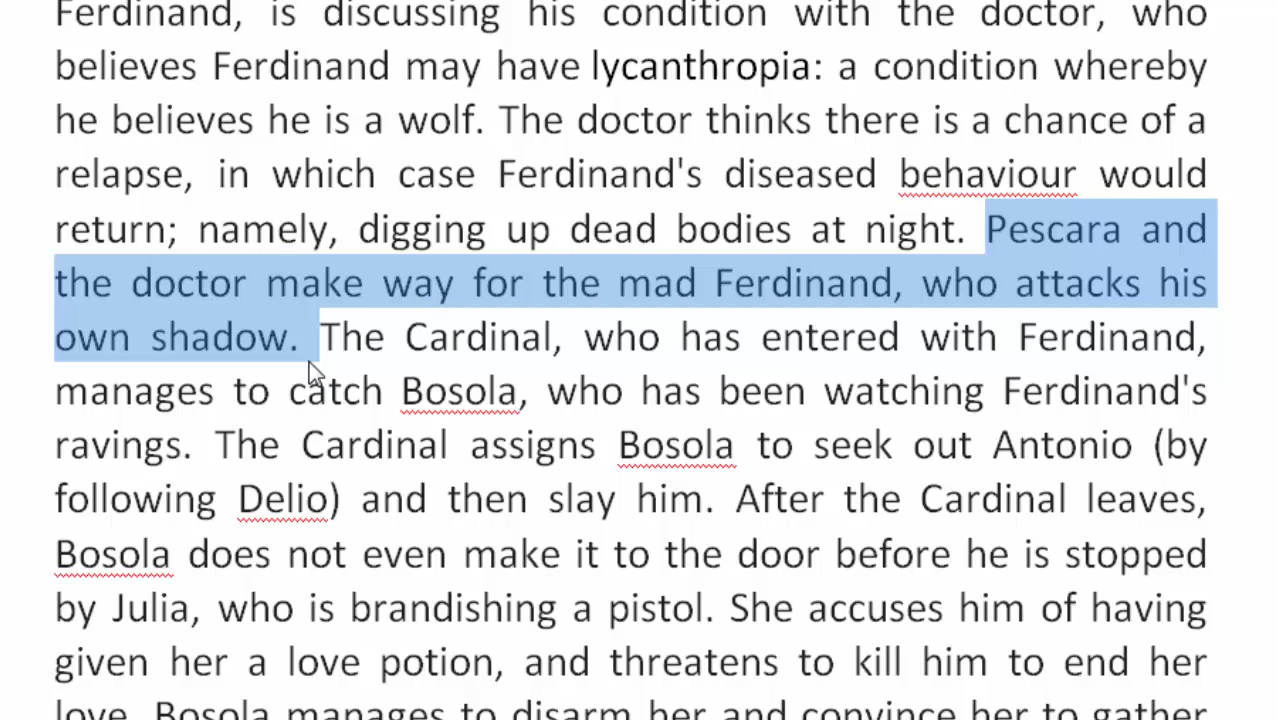 Ferdinand, is discussing his condition with the doctor, who
believes Ferdinand may have lycanthropia: a condition whereby
he believes he is a wolf. The doctor thinks there is a chance of a
relapse, in which case Ferdinand's diseased behaviour would
return; namely, digging up dead bodies at night. Pescara and
the doctor make way for the mad Ferdinand, who attacks his
own shadow. The Cardinal, who has entered with Ferdinand,
manages to catch Bosola, who has been watching Ferdinand's
ravings. The Cardinal assigns Bosola to seek out Antonio (by
following Delio) and then slay him. After the Cardinal leaves,
Bosola does not even make it to the door before he is stopped
by Julia, who is brandishing a pistol. She accuses him of having
given her a love potion, and threatens to kill him to end her
love. Bosola manages to disarm her and convince her to gather